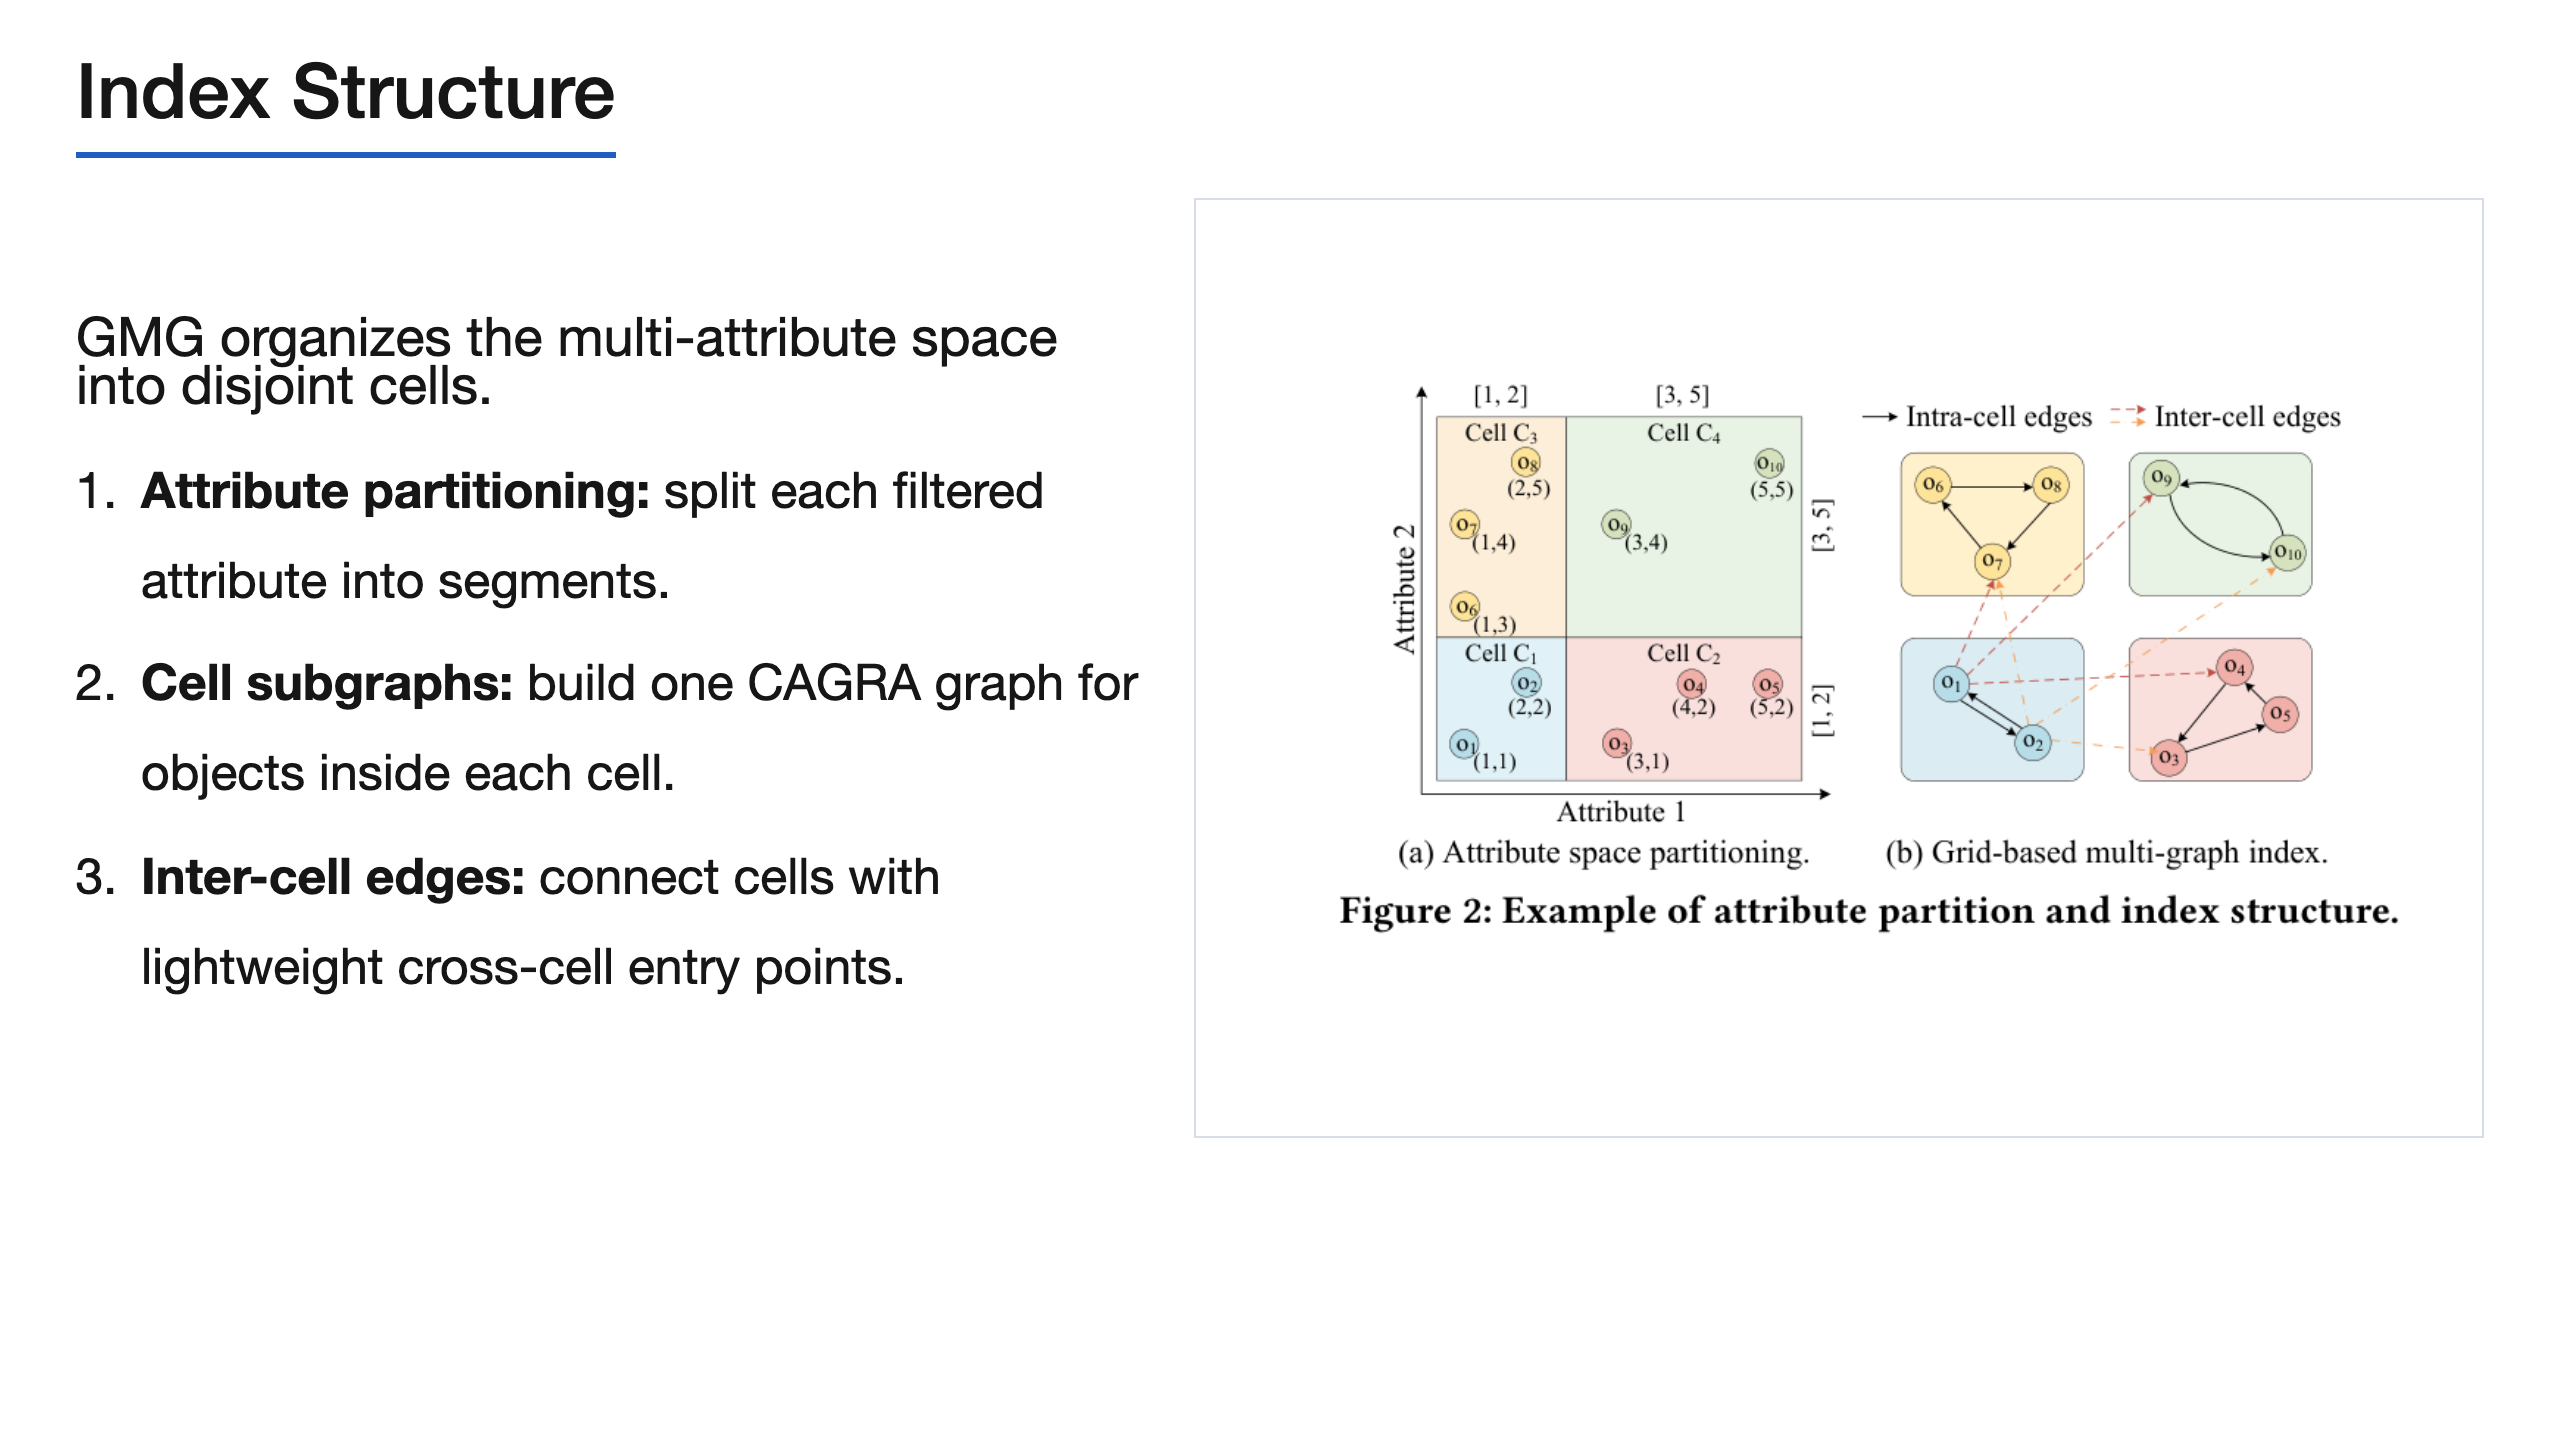 Index Structure
GMG organizes the multi-attribute space
into disjoint cells.
1. Attribute partitioning: split each filtered
attribute into segments.
2. Cell subgraphs: build one CAGRA graph for
objects inside each cell.
3. Inter-cell edges: connect cells with
lightweight cross-cell entry points.
[1, 2] [3, 5]
Cell C₃ Cell C₄
o₈ o₁₀
(2,5) (5,5)
o₇ o₉
(1,4) (3,4)
o₆
(1,3)
Cell C₁ Cell C₂
o₂ o₄ o₅
(2,2) (4,2) (5,2)
o₁ o₃
(1,1) (3,1)
Attribute 2
[3, 5]
[1, 2]
Attribute 1
(a) Attribute space partitioning.
Intra-cell edges Inter-cell edges
o₆ o₈ o₉
o₇ o₁₀
o₁ o₄
o₂ o₃ o₅
(b) Grid-based multi-graph index.
Figure 2: Example of attribute partition and index structure.